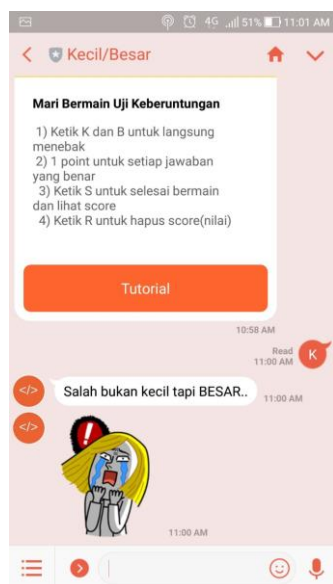 4G 51% 11:01 AM
Kecil/Besar
Mari Bermain Uji Keberuntungan
1) Ketik K dan B untuk langsung
menebak
2) 1 point untuk setiap jawaban
yang benar
3) Ketik S untuk selesai bermain
dan lihat score
4) Ketik R untuk hapus score(nilai)
Tutorial
10:58 AM
Read
11:00 AM
K
</>
Salah bukan kecil tapi BESAR..
11:00 AM
</>
!
11:00 AM